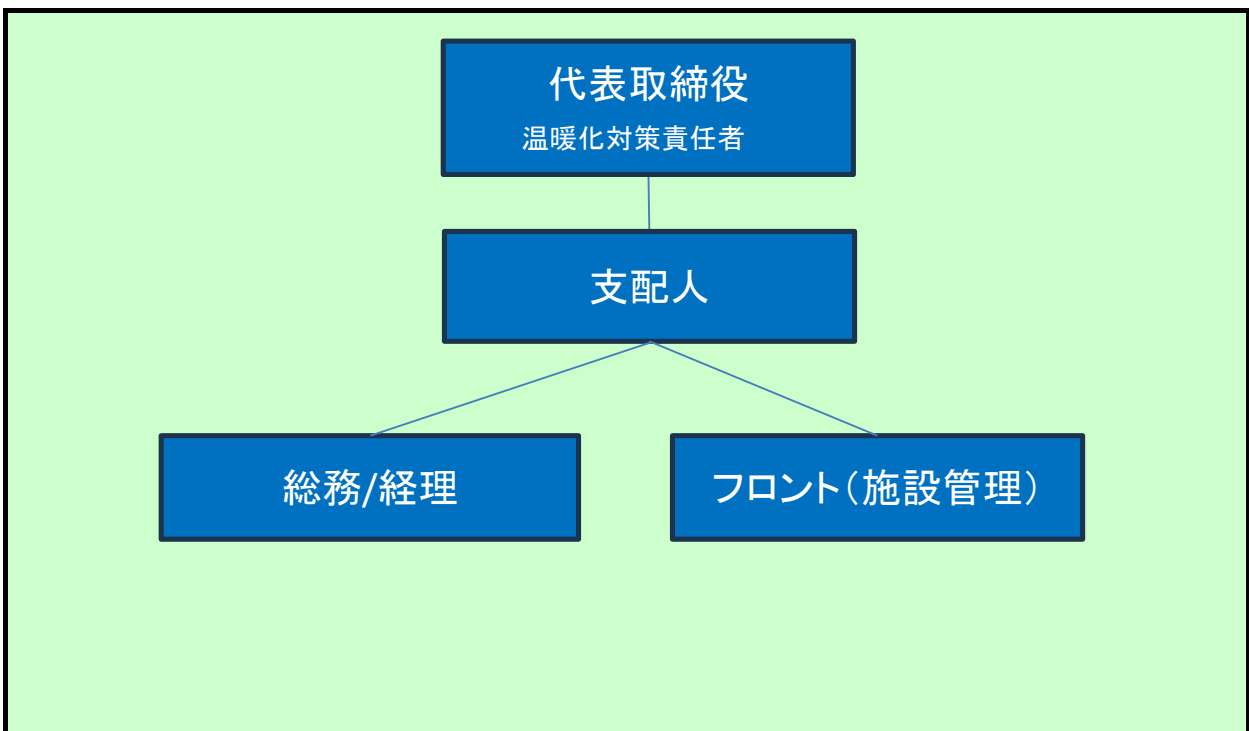 代表取締役
温暖化対策責任者
支配人
総務/経理
フロント（施設管理）